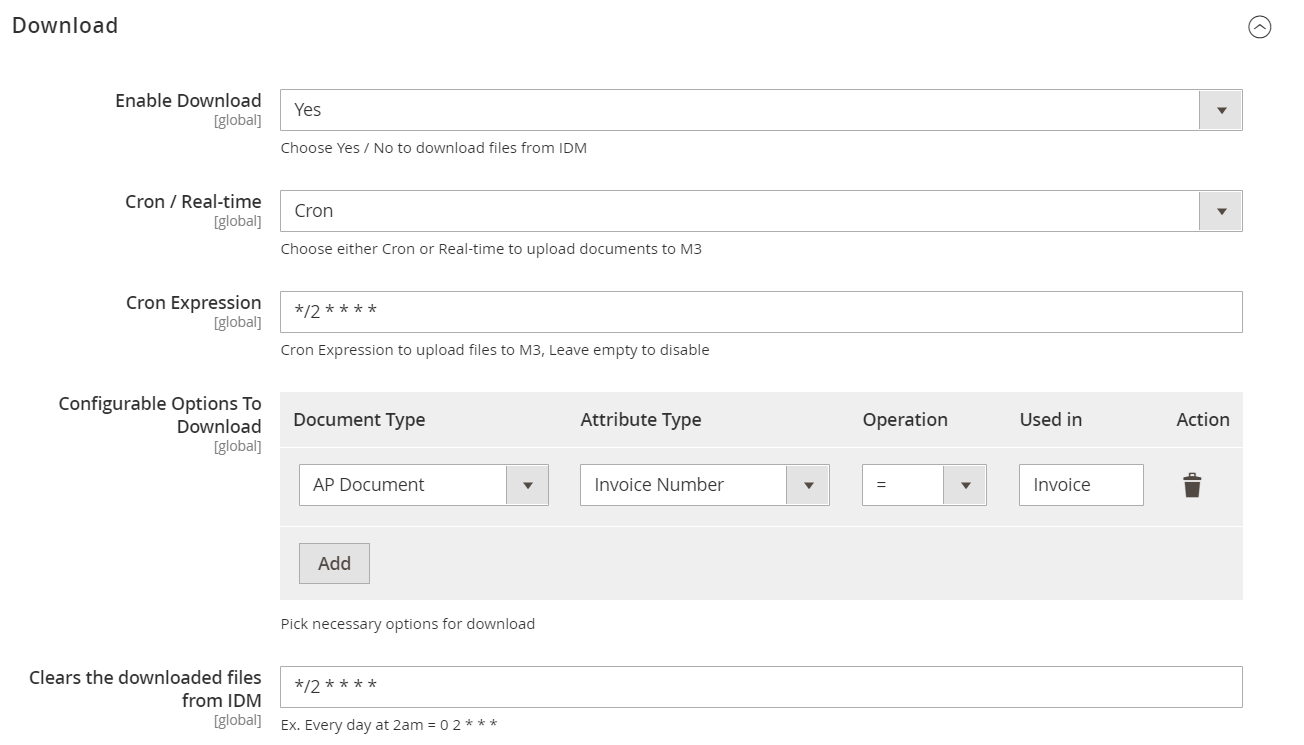 Download
Enable Download
[global]
Yes
Choose Yes / No to download files from IDM
Cron / Real-time
[global]
Cron
Choose either Cron or Real-time to upload documents to M3
Cron Expression
[global]
*/2 * * * *
Cron Expression to upload files to M3, Leave empty to disable
Configurable Options To
Download
[global]
Document Type Attribute Type Operation Used in Action
AP Document Invoice Number = Invoice
Add
Pick necessary options for download
Clears the downloaded files
from IDM
[global]
*/2 * * * *
Ex. Every day at 2am = 0 2 * * *